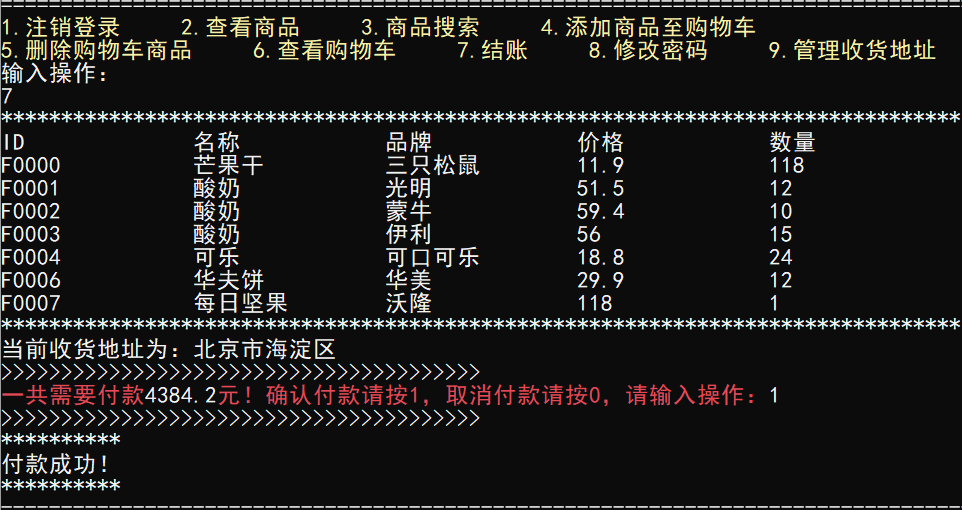 1.注销登录 2.查看商品 3.商品搜索 4.添加商品至购物车
5.删除购物车商品 6.查看购物车 7.结账 8.修改密码 9.管理收货地址
输入操作：
7
********************************************************************************
ID 名称 品牌 价格 数量
F0000 芒果干 三只松鼠 11.9 118
F0001 酸奶 光明 51.5 12
F0002 酸奶 蒙牛 59.4 10
F0003 酸奶 伊利 56 15
F0004 可乐 可口可乐 18.8 24
F0006 华夫饼 华美 29.9 12
F0007 每日坚果 沃隆 118 1
********************************************************************************
当前收货地址为：北京市海淀区
>>>>>>>>>>>>>>>>>>>>>>>>>>>>>>>>>>>>>>>>
一共需要付款4384.2元！确认付款请按1，取消付款请按0，请输入操作：1
>>>>>>>>>>>>>>>>>>>>>>>>>>>>>>>>>>>>>>>>
**********
付款成功！
**********